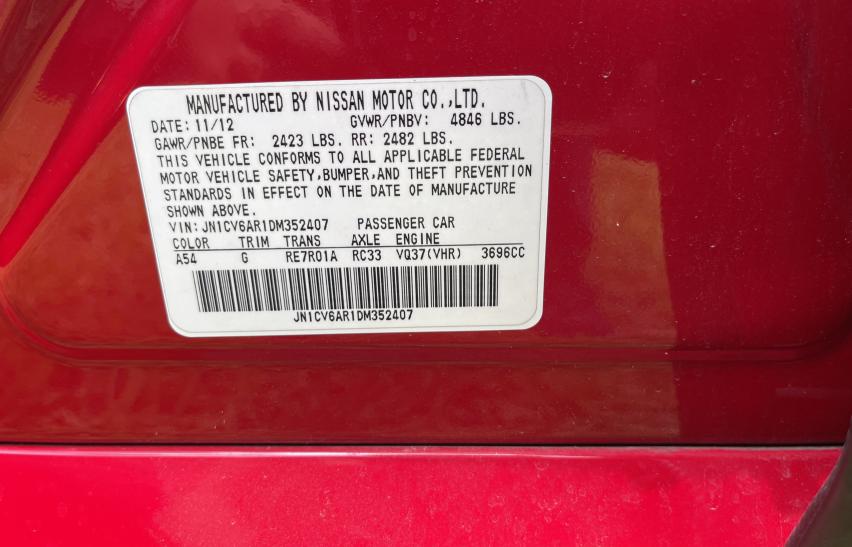 MANUFACTURED BY NISSAN MOTOR CO.,LTD.
DATE: 11/12 GVWR/PNBV: 4846 LBS.
GAWR/PNBE FR: 2423 LBS. RR: 2482 LBS.
THIS VEHICLE CONFORMS TO ALL APPLICABLE FEDERAL
MOTOR VEHICLE SAFETY,BUMPER,AND THEFT PREVENTION
STANDARDS IN EFFECT ON THE DATE OF MANUFACTURE
SHOWN ABOVE.
VIN:JN1CV6AR1DM352407 PASSENGER CAR
COLOR TRIM TRANS AXLE ENGINE
A54 G RE7R01A RC33 VQ37(VHR) 3696CC
JN1CV6AR1DM352407